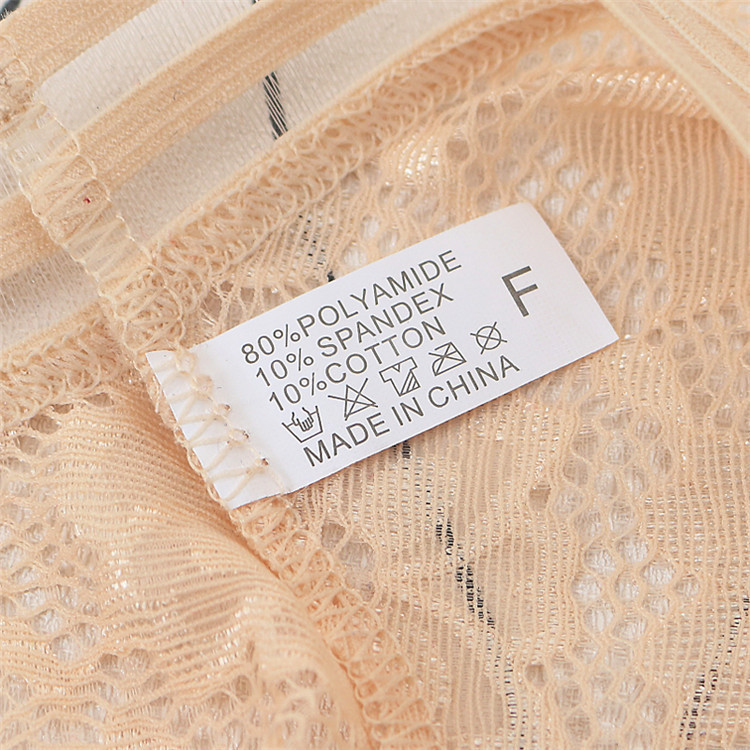 80%POLYAMIDE
10% SPANDEX
10%COTTON
MADE IN CHINA
F